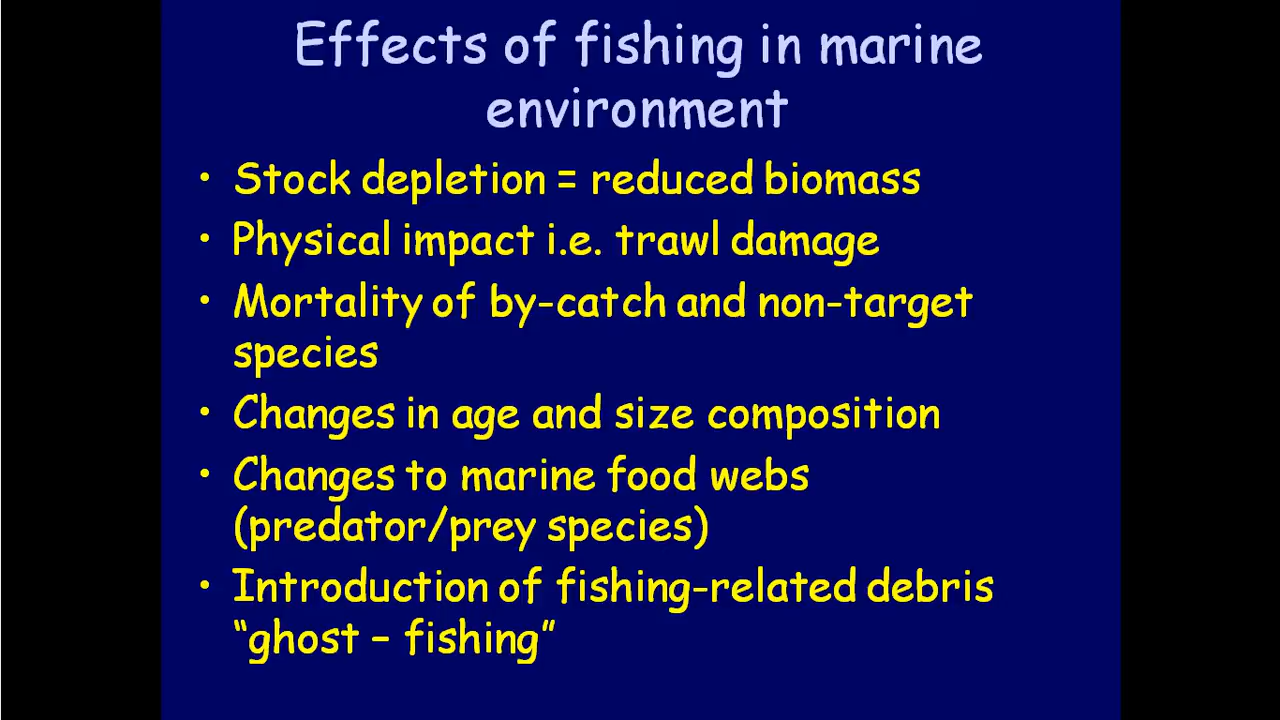 Effects of fishing in marine
environment
• Stock depletion = reduced biomass
• Physical impact i.e. trawl damage
• Mortality of by-catch and non-target
species
• Changes in age and size composition
• Changes to marine food webs
(predator/prey species)
• Introduction of fishing-related debris
“ghost – fishing”